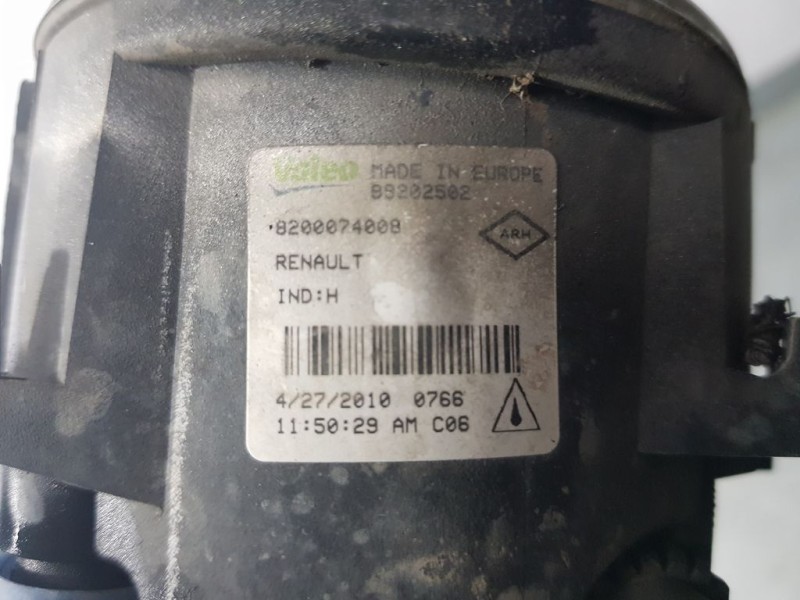 Valeo MADE IN EUROPE
89202502
8200074008
ARH
RENAULT
IND:H
4/27/2010 0766
11:50:29 AM C06